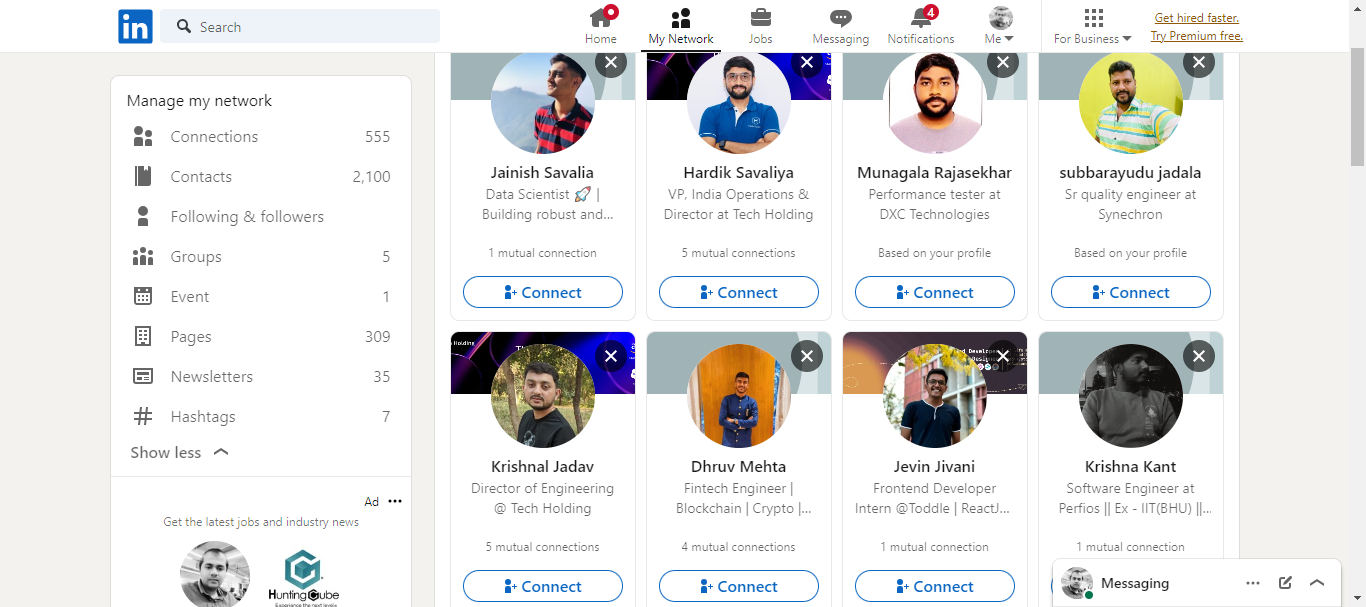 in
Search
Home
My Network
Jobs
Messaging
4
Notifications
Me
For Business
Get hired faster.
Try Premium free.
Manage my network
Connections 555
Contacts 2,100
Following & followers
Groups 5
Event 1
Pages 309
Newsletters 35
Hashtags 7
Show less
Ad
Get the latest jobs and industry news
HuntingCube
Experience the next levels
Jainish Savalia
Data Scientist 🚀 |
Building robust and...
1 mutual connection
Connect
Hardik Savaliya
VP, India Operations &
Director at Tech Holding
5 mutual connections
Connect
Munagala Rajasekhar
Performance tester at
DXC Technologies
Based on your profile
Connect
subbarayudu jadala
Sr quality engineer at
Synechron
Based on your profile
Connect
Holding
Krishnal Jadav
Director of Engineering
@ Tech Holding
5 mutual connections
Connect
Dhruv Mehta
Fintech Engineer |
Blockchain | Crypto |...
4 mutual connections
Connect
Jevin Jivani
Frontend Developer
Intern @Toddle | ReactJ...
1 mutual connection
Connect
Krishna Kant
Software Engineer at
Perfios || Ex - IIT(BHU) ||...
1 mutual connection
Messaging